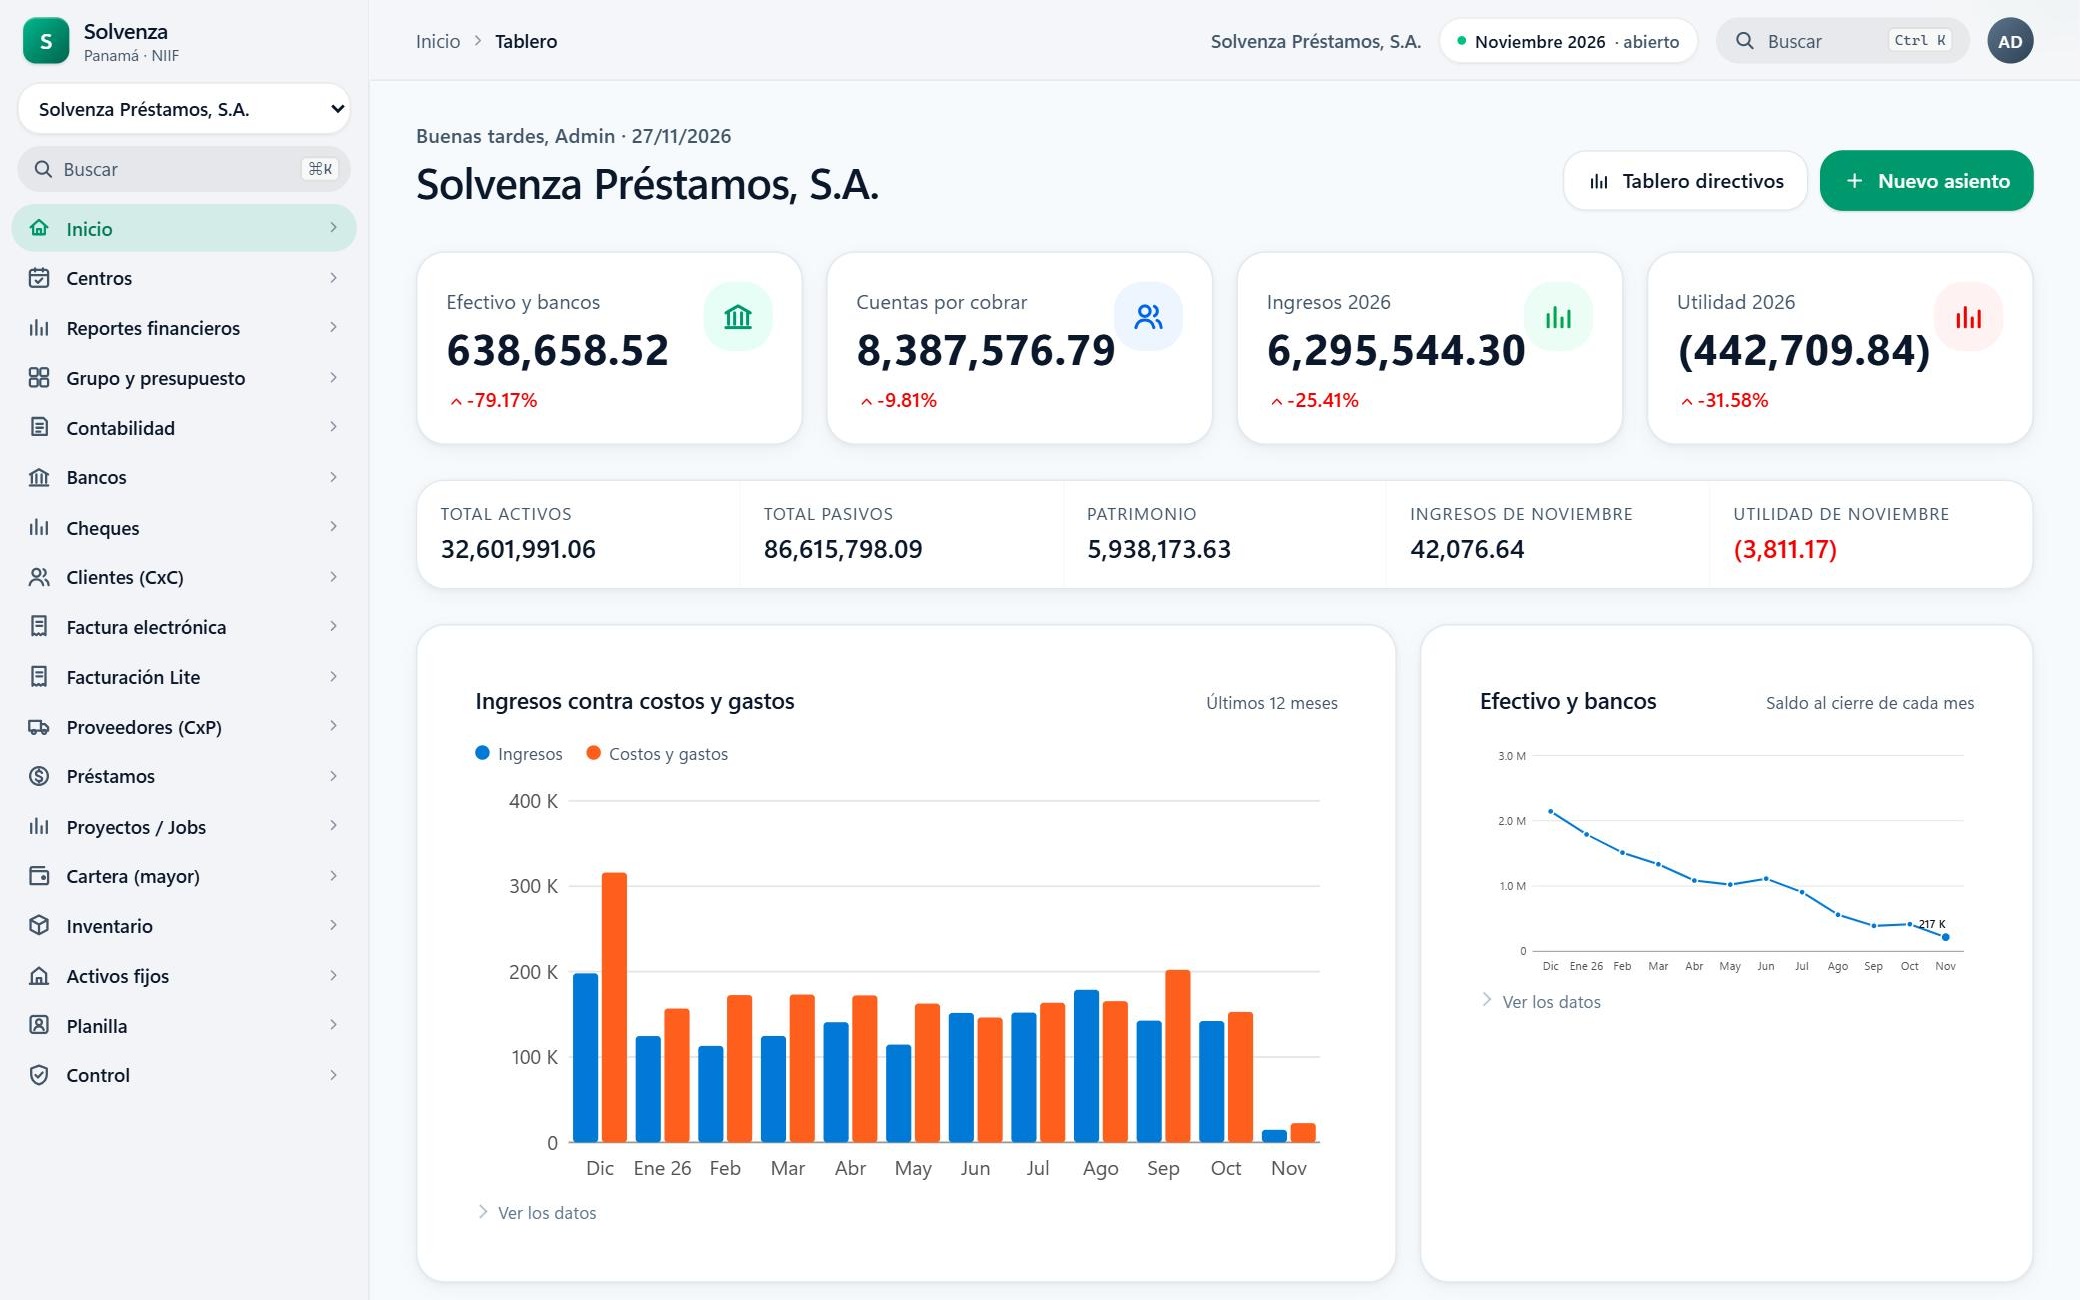 S
Solvenza
Panamá · NIIF
Solvenza Préstamos, S.A.
Buscar ⌘K
Inicio
Centros
Reportes financieros
Grupo y presupuesto
Contabilidad
Bancos
Cheques
Clientes (CxC)
Factura electrónica
Facturación Lite
Proveedores (CxP)
Préstamos
Proyectos / Jobs
Cartera (mayor)
Inventario
Activos fijos
Planilla
Control
Inicio > Tablero
Solvenza Préstamos, S.A.
Noviembre 2026 · abierto
Buscar Ctrl K
AD
Buenas tardes, Admin · 27/11/2026
Solvenza Préstamos, S.A.
Tablero directivos
+ Nuevo asiento
Efectivo y bancos
638,658.52
-79.17%
Cuentas por cobrar
8,387,576.79
-9.81%
Ingresos 2026
6,295,544.30
-25.41%
Utilidad 2026
(442,709.84)
-31.58%
TOTAL ACTIVOS
32,601,991.06
TOTAL PASIVOS
86,615,798.09
PATRIMONIO
5,938,173.63
INGRESOS DE NOVIEMBRE
42,076.64
UTILIDAD DE NOVIEMBRE
(3,811.17)
Ingresos contra costos y gastos
Últimos 12 meses
Ingresos Costos y gastos
400 K
300 K
200 K
100 K
0
Dic Ene 26 Feb Mar Abr May Jun Jul Ago Sep Oct Nov
Ver los datos
Efectivo y bancos
Saldo al cierre de cada mes
3.0 M
2.0 M
1.0 M
217 K
0
Dic Ene 26 Feb Mar Abr May Jun Jul Ago Sep Oct Nov
Ver los datos